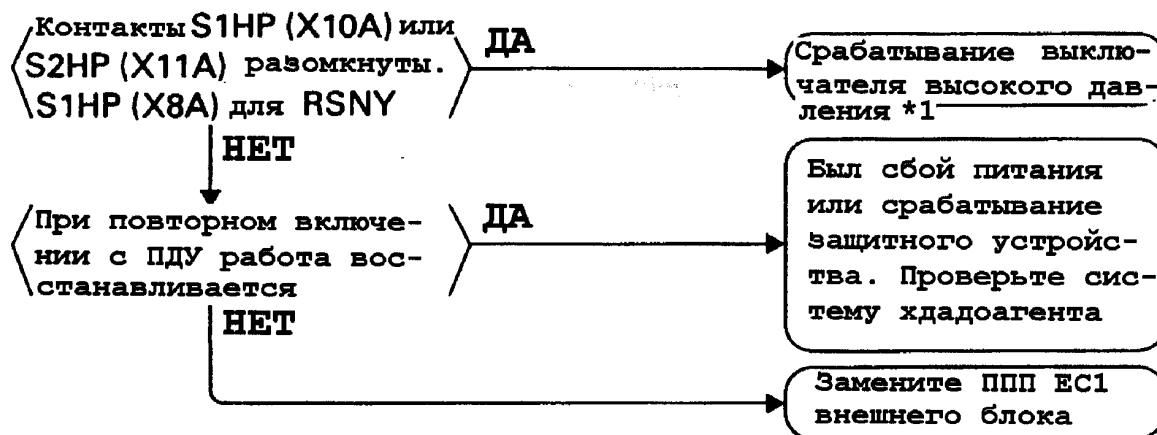 Контакты S1HP (X10A) или
S2HP (X11A) разомкнуты.
S1HP (X8A) для RSNY
ДА
Срабатывание выклю-
чателя высокого дав-
ления *1
НЕТ
При повторном включе-
нии с ПДУ работа вос-
станавливается
ДА
Был сбой питания
или срабатывание
защитного устройс-
тва. Проверьте сис-
тему хдадоагента
НЕТ
Замените ППП EC1
внешнего блока